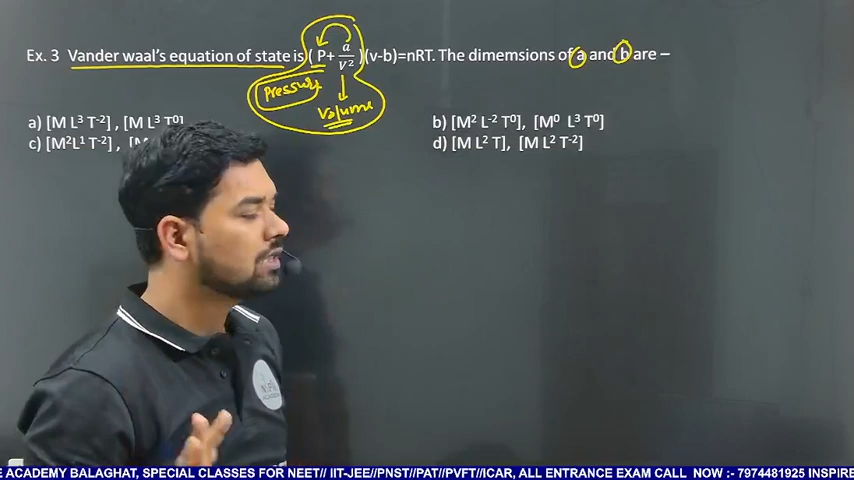 Ex. 3 Vander waal's equation of state is ( P+ a/V² )(v-b)=nRT. The dimemsions of a and b are –
Pressure
Volume
a) [M L³ T⁻²] , [M L³ T⁰]
b) [M² L⁻² T⁰], [M⁰ L³ T⁰]
c) [M²L¹ T⁻²] , [M
d) [M L² T], [M L² T⁻²]
E ACADEMY BALAGHAT, SPECIAL CLASSES FOR NEET// IIT-JEE//PNST//PAT//PVFT//ICAR, ALL ENTRANCE EXAM CALL NOW :- 7974481925 INSPIRE